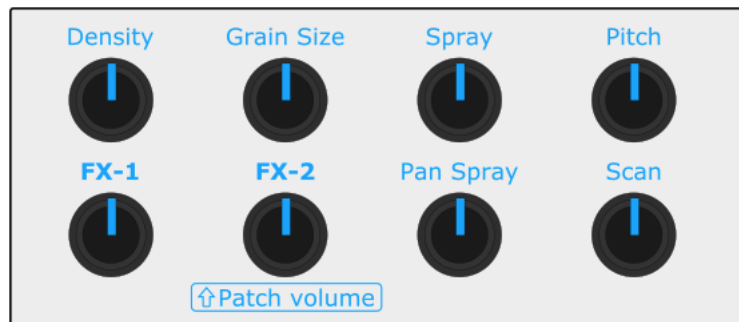 Density Grain Size Spray Pitch
FX-1 FX-2 Pan Spray Scan
⇧Patch volume